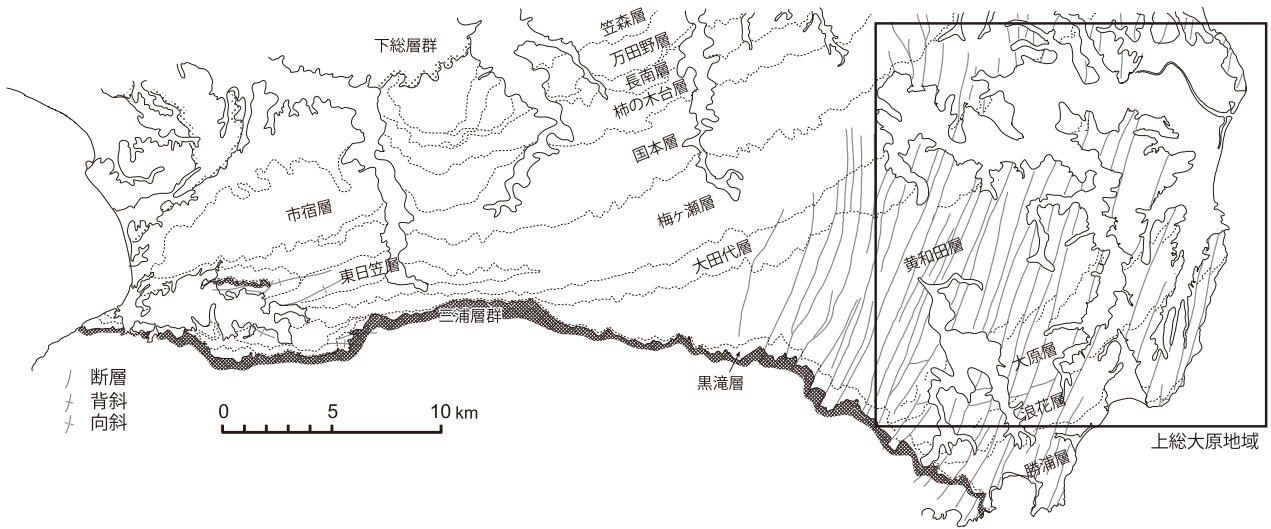 笠森層
下総層群
万田野層
長南層
柿の木台層
国本層
市宿層
梅ヶ瀬層
大田代層
黄和田層
東日笠層
三浦層群
大原層
黒滝層
浪花層
勝浦層
断層
背斜
向斜
0 5 10 km
上総大原地域